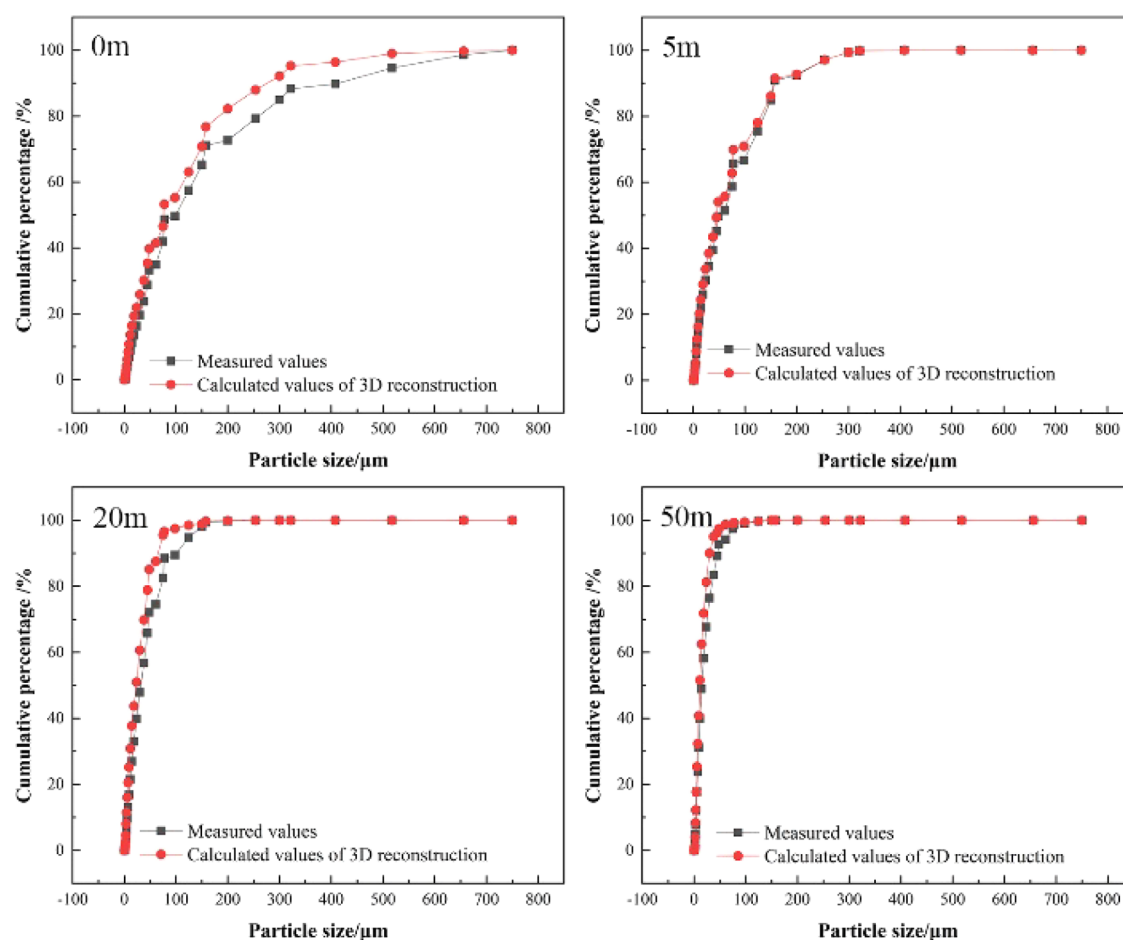 0m
Cumulative percentage /%
100
80
60
40
20
0
Measured values
Calculated values of 3D reconstruction
-100 0 100 200 300 400 500 600 700 800
Particle size/μm
5m
Cumulative percentage /%
100
80
60
40
20
0
Measured values
Calculated values of 3D reconstruction
-100 0 100 200 300 400 500 600 700 800
Particle size/μm
20m
Cumulative percentage /%
100
80
60
40
20
0
Measured values
Calculated values of 3D reconstruction
-100 0 100 200 300 400 500 600 700 800
Particle size/μm
50m
Cumulative percentage /%
100
80
60
40
20
0
Measured values
Calculated values of 3D reconstruction
-100 0 100 200 300 400 500 600 700 800
Particle size/μm